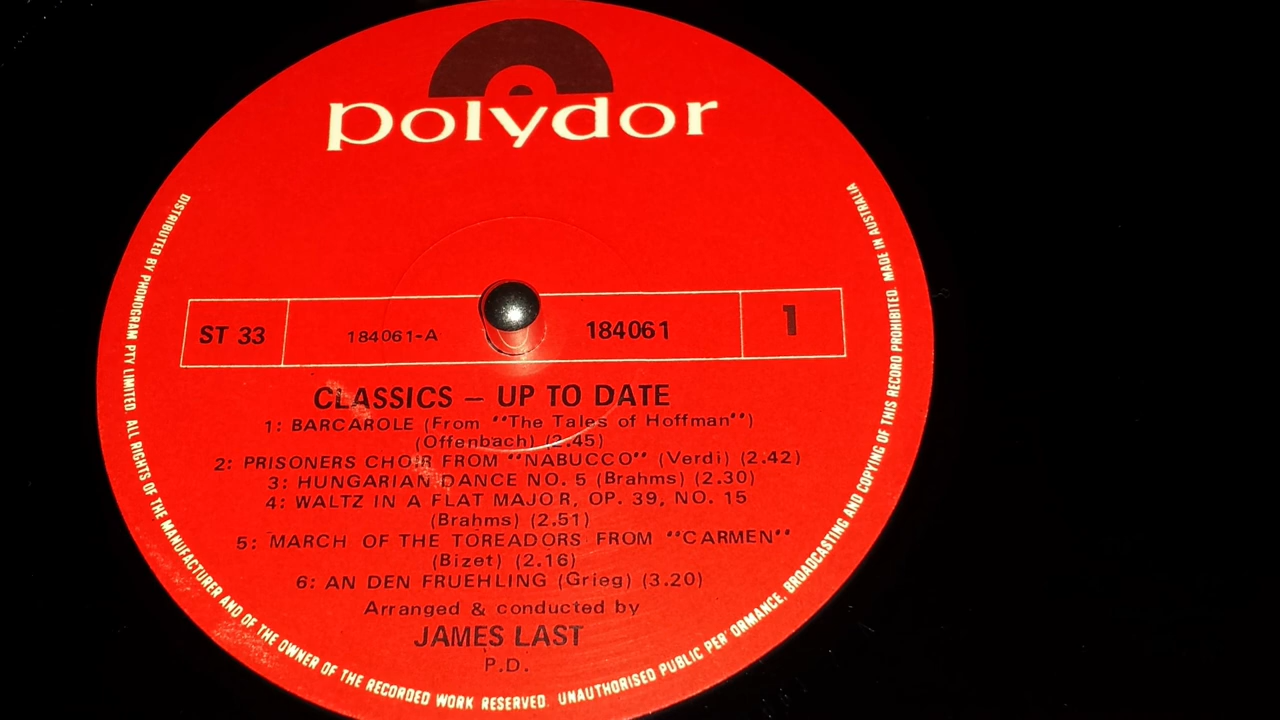 polydor
ST 33 184061-A 184061 1
CLASSICS – UP TO DATE
1: BARCAROLE (From "The Tales of Hoffman")
(Offenbach) (2.45)
2: PRISONERS CHOIR FROM "NABUCCO" (Verdi) (2.42)
3: HUNGARIAN DANCE NO. 5 (Brahms) (2.30)
4: WALTZ IN A FLAT MAJOR, OP. 39, NO. 15
(Brahms) (2.51)
5: MARCH OF THE TOREADORS FROM "CARMEN"
(Bizet) (2.16)
6: AN DEN FRUEHLING (Grieg) (3.20)
Arranged & conducted by
JAMES LAST
P.D.
DISTRIBUTED BY PHONOGRAM PTY LIMITED. ALL RIGHTS OF THE MANUFACTURER AND OF THE OWNER OF THE RECORDED WORK RESERVED. UNAUTHORISED PUBLIC PER'ORMANCE, BROADCASTING AND COPYING OF THIS RECORD PROHIBITED. MADE IN AUSTRALIA